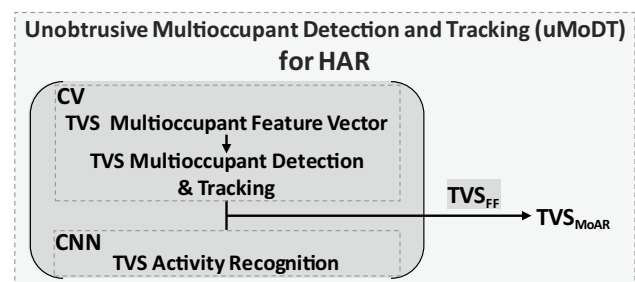 Unobtrusive Multioccupant Detection and Tracking (uMoDT)
for HAR
CV
TVS Multioccupant Feature Vector
TVS Multioccupant Detection
& Tracking
TVS_FF
TVS_MoAR
CNN
TVS Activity Recognition